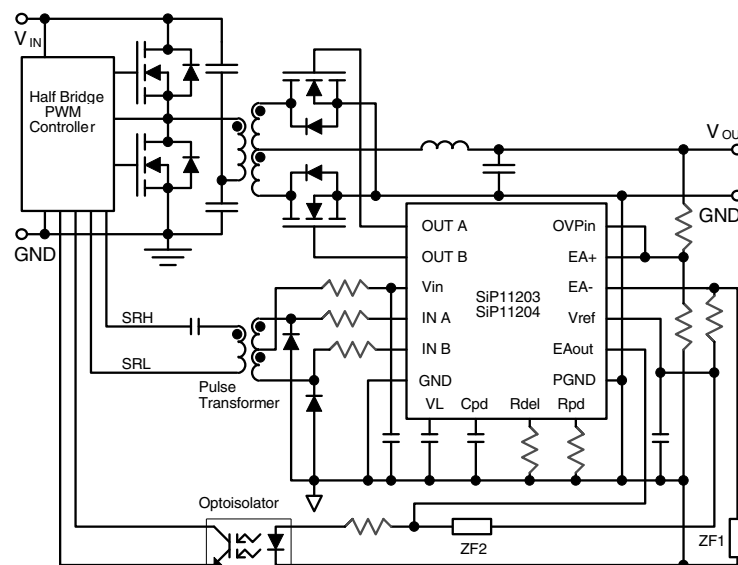 V IN
Half Bridge
PWM
Controller
GND
V OU
GND
OUT A
OVPin
OUT B
EA+
SiP11203
SiP11204
Vin
EA-
IN A
Vref
IN B
EAout
GND
PGND
VL
Cpd
Rdel
Rpd
SRH
SRL
Pulse
Transformer
Optoisolator
ZF2
ZF1